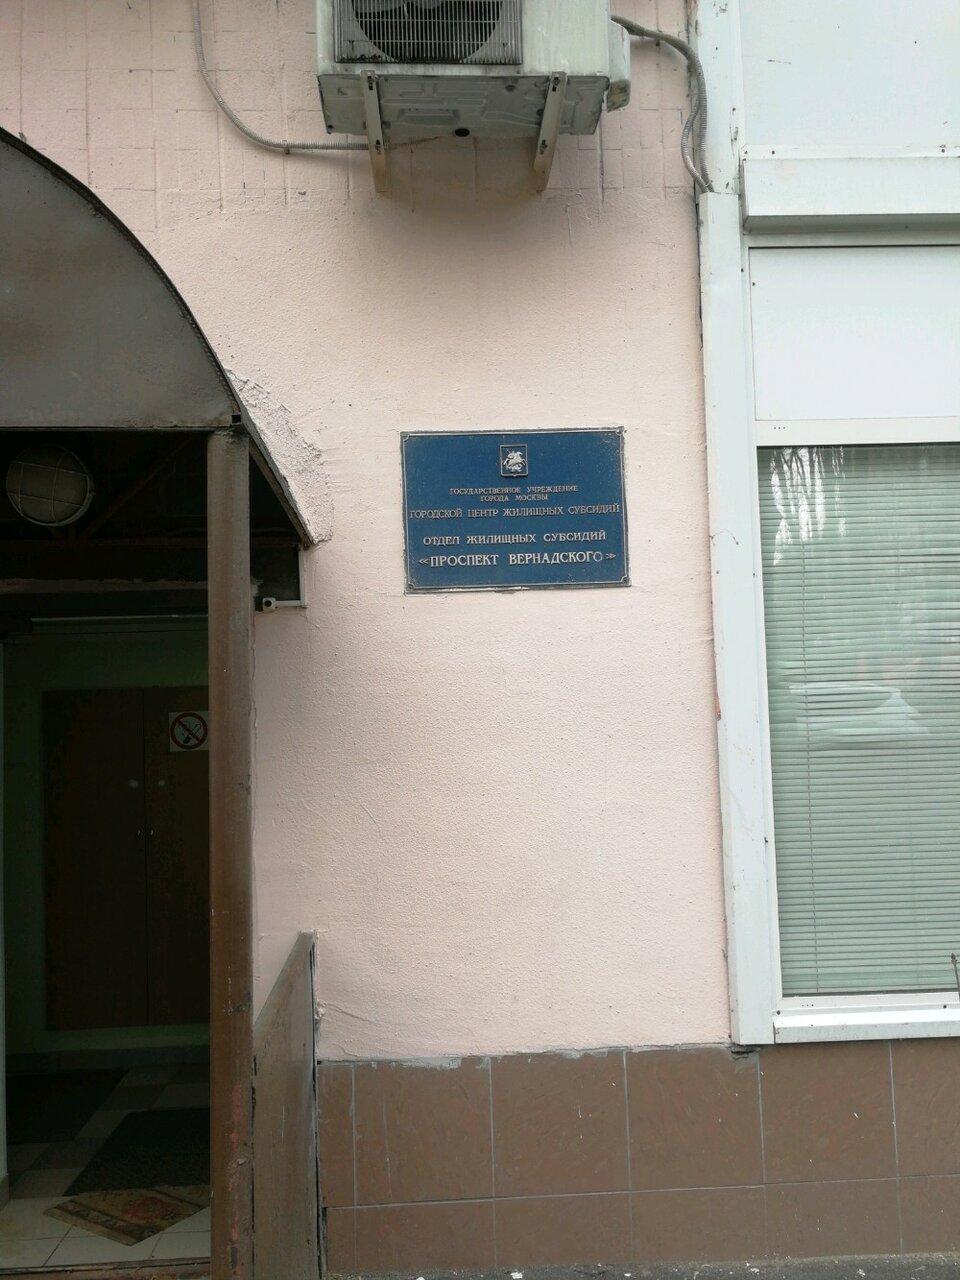 ГОСУДАРСТВЕННОЕ УЧРЕЖДЕНИЕ
ГОРОДА МОСКВЫ
ГОРОДСКОЙ ЦЕНТР ЖИЛИЩНЫХ СУБСИДИЙ
ОТДЕЛ ЖИЛИЩНЫХ СУБСИДИЙ
«ПРОСПЕКТ ВЕРНАДСКОГО»